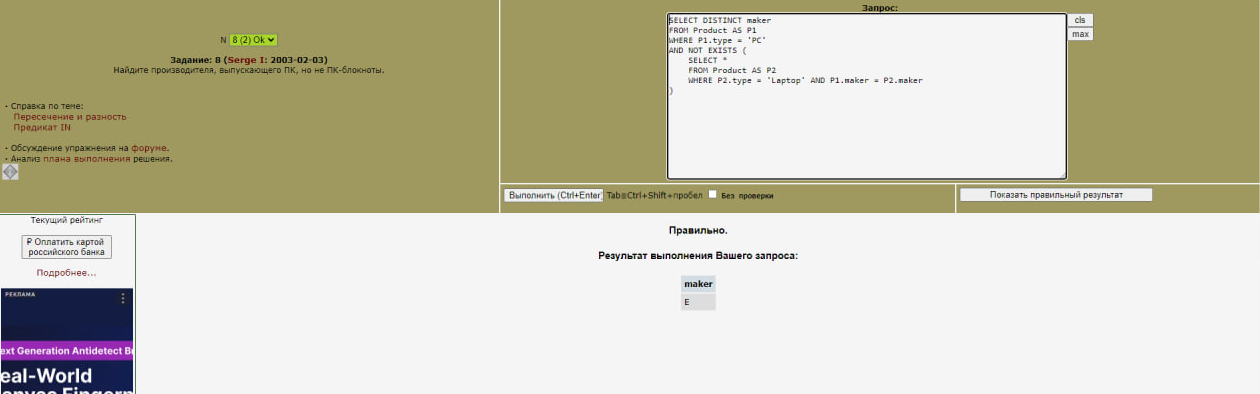 N 8 (2) Ok
Задание: 8 (Serge I: 2003-02-03)
Найдите производителя, выпускающего ПК, но не ПК-блокноты.
· Справка по теме:
Пересечение и разность
Предикат IN
· Обсуждение упражнения на форуме.
· Анализ плана выполнения решения.
Запрос:
SELECT DISTINCT maker
FROM Product AS P1
WHERE P1.type = 'PC'
AND NOT EXISTS (
    SELECT *
    FROM Product AS P2
    WHERE P2.type = 'Laptop' AND P1.maker = P2.maker
)
cls
max
Выполнить (Ctrl+Enter) Tab≡Ctrl+Shift+пробел Без проверки
Показать правильный результат
Текущий рейтинг
₽ Оплатить картой
российского банка
Подробнее...
РЕКЛАМА
ext Generation Antidetect Br
eal-World
Правильно.
Результат выполнения Вашего запроса:
maker
E